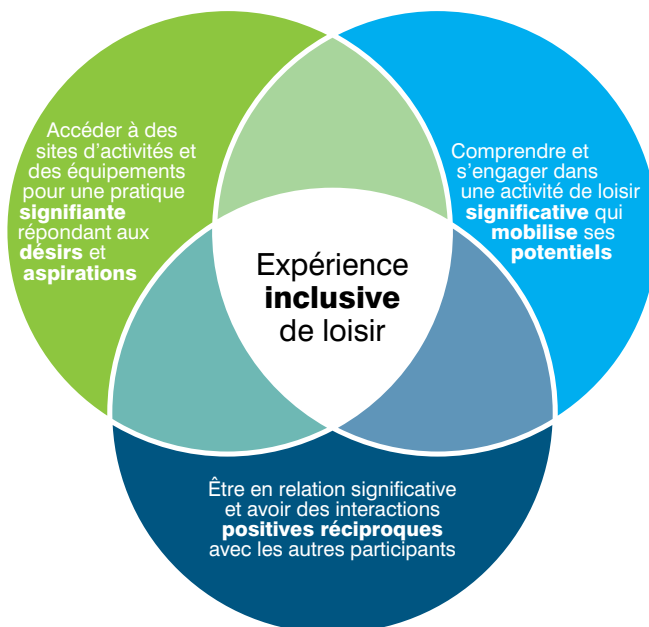 Accéder à des
sites d'activités et
des équipements
pour une pratique
signifiante
répondant aux
désirs et
aspirations
Comprendre et
s'engager dans
une activité de loisir
significative qui
mobilise ses
potentiels
Expérience
inclusive
de loisir
Être en relation significative
et avoir des interactions
positives réciproques
avec les autres participants